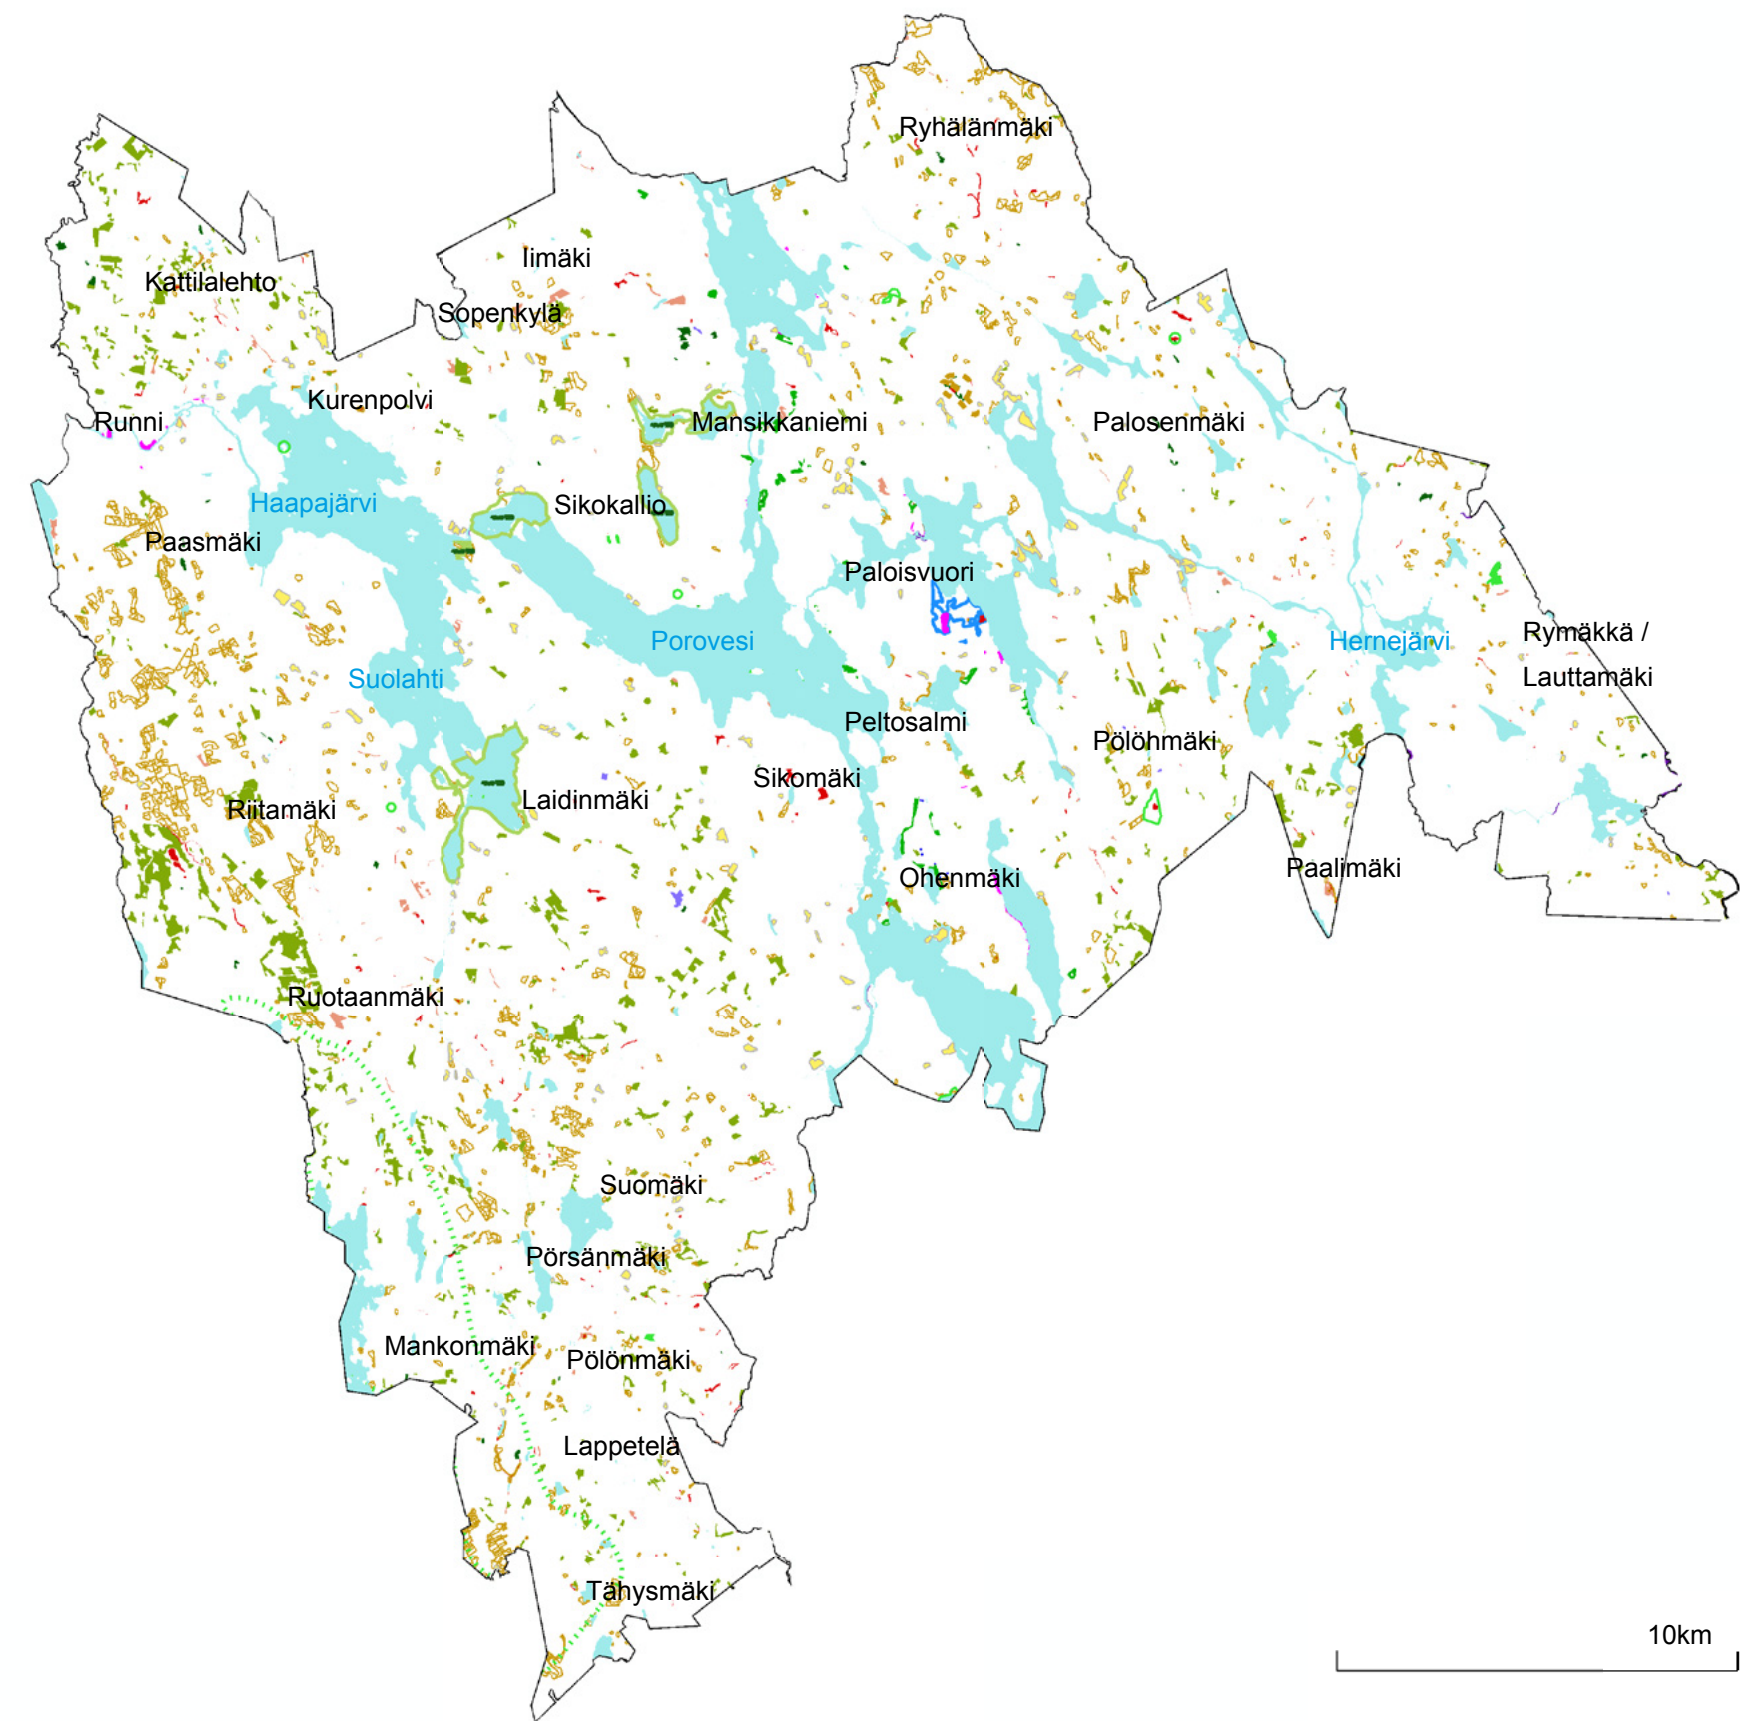 Ryhälänmäki
Iimäki
Kattilalehto
Sopenkylä
Kurenpolvi
Runni
Mansikkaniemi
Palosenmäki
Haapajärvi
Sikokallio
Paasmäki
Paloisvuori
Porovesi
Hernejärvi
Rymäkkä /
Lauttamäki
Suolahti
Peltosalmi
Pölöhmäki
Sikomäki
Laidinmäki
Riitamäki
Paalimäki
Ohenmäki
Ruotaanmäki
Suomäki
Pörsänmäki
Mankonmäki
Pölönmäki
Lappetelä
Tähysmäki
10km